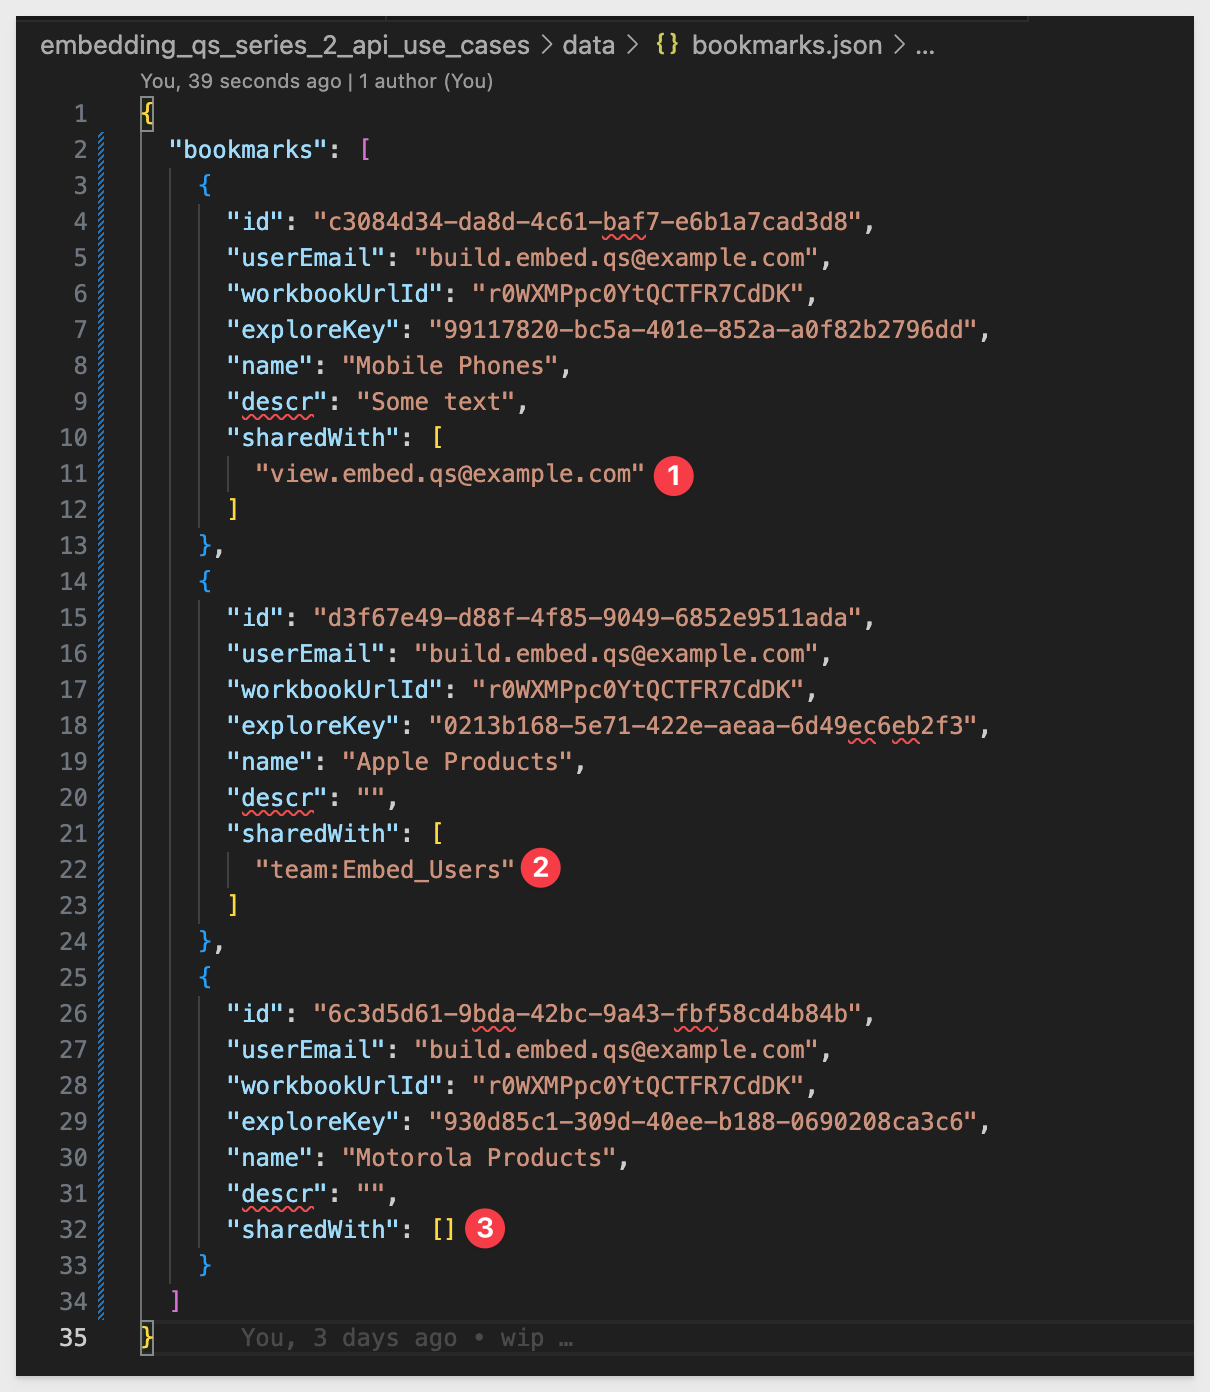 embedding_qs_series_2_api_use_cases > data > {} bookmarks.json > ...
You, 39 seconds ago | 1 author (You)
1 {
2 "bookmarks": [
3 {
4 "id": "c3084d34-da8d-4c61-baf7-e6b1a7cad3d8",
5 "userEmail": "build.embed.qs@example.com",
6 "workbookUrlId": "r0WXMPpc0YtQCTFR7CdDK",
7 "exploreKey": "99117820-bc5a-401e-852a-a0f82b2796dd",
8 "name": "Mobile Phones",
9 "descr": "Some text",
10 "sharedWith": [
11 "view.embed.qs@example.com" 1
12 ]
13 },
14 {
15 "id": "d3f67e49-d88f-4f85-9049-6852e9511ada",
16 "userEmail": "build.embed.qs@example.com",
17 "workbookUrlId": "r0WXMPpc0YtQCTFR7CdDK",
18 "exploreKey": "0213b168-5e71-422e-aeaa-6d49ec6eb2f3",
19 "name": "Apple Products",
20 "descr": "",
21 "sharedWith": [
22 "team:Embed_Users" 2
23 ]
24 },
25 {
26 "id": "6c3d5d61-9bda-42bc-9a43-fbf58cd4b84b",
27 "userEmail": "build.embed.qs@example.com",
28 "workbookUrlId": "r0WXMPpc0YtQCTFR7CdDK",
29 "exploreKey": "930d85c1-309d-40ee-b188-0690208ca3c6",
30 "name": "Motorola Products",
31 "descr": "",
32 "sharedWith": [] 3
33 }
34 ]
35 } You, 3 days ago • wip …